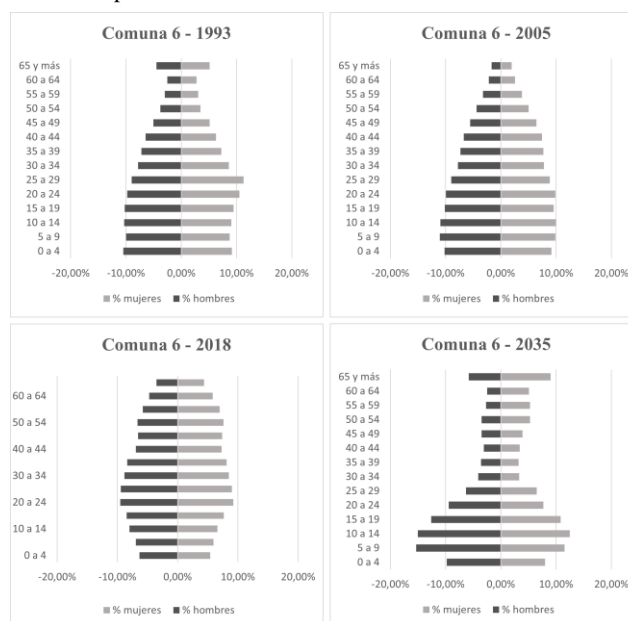 Comuna 6 - 1993
65 y más
60 a 64
55 a 59
50 a 54
45 a 49
40 a 44
35 a 39
30 a 34
25 a 29
20 a 24
15 a 19
10 a 14
5 a 9
0 a 4
-20,00% -10,00% 0,00% 10,00% 20,00%
% mujeres % hombres
Comuna 6 - 2005
65 y más
60 a 64
55 a 59
50 a 54
45 a 49
40 a 44
35 a 39
30 a 34
25 a 29
20 a 24
15 a 19
10 a 14
5 a 9
0 a 4
-20,00% -10,00% 0,00% 10,00% 20,00%
% mujeres % hombres
Comuna 6 - 2018
60 a 64
50 a 54
40 a 44
30 a 34
20 a 24
10 a 14
0 a 4
-20,00% -10,00% 0,00% 10,00% 20,00%
% mujeres % hombres
Comuna 6 - 2035
65 y más
60 a 64
55 a 59
50 a 54
45 a 49
40 a 44
35 a 39
30 a 34
25 a 29
20 a 24
15 a 19
10 a 14
5 a 9
0 a 4
-20,00% -10,00% 0,00% 10,00% 20,00%
% mujeres % hombres